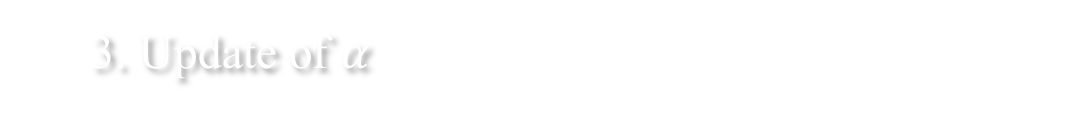 3. Update of α